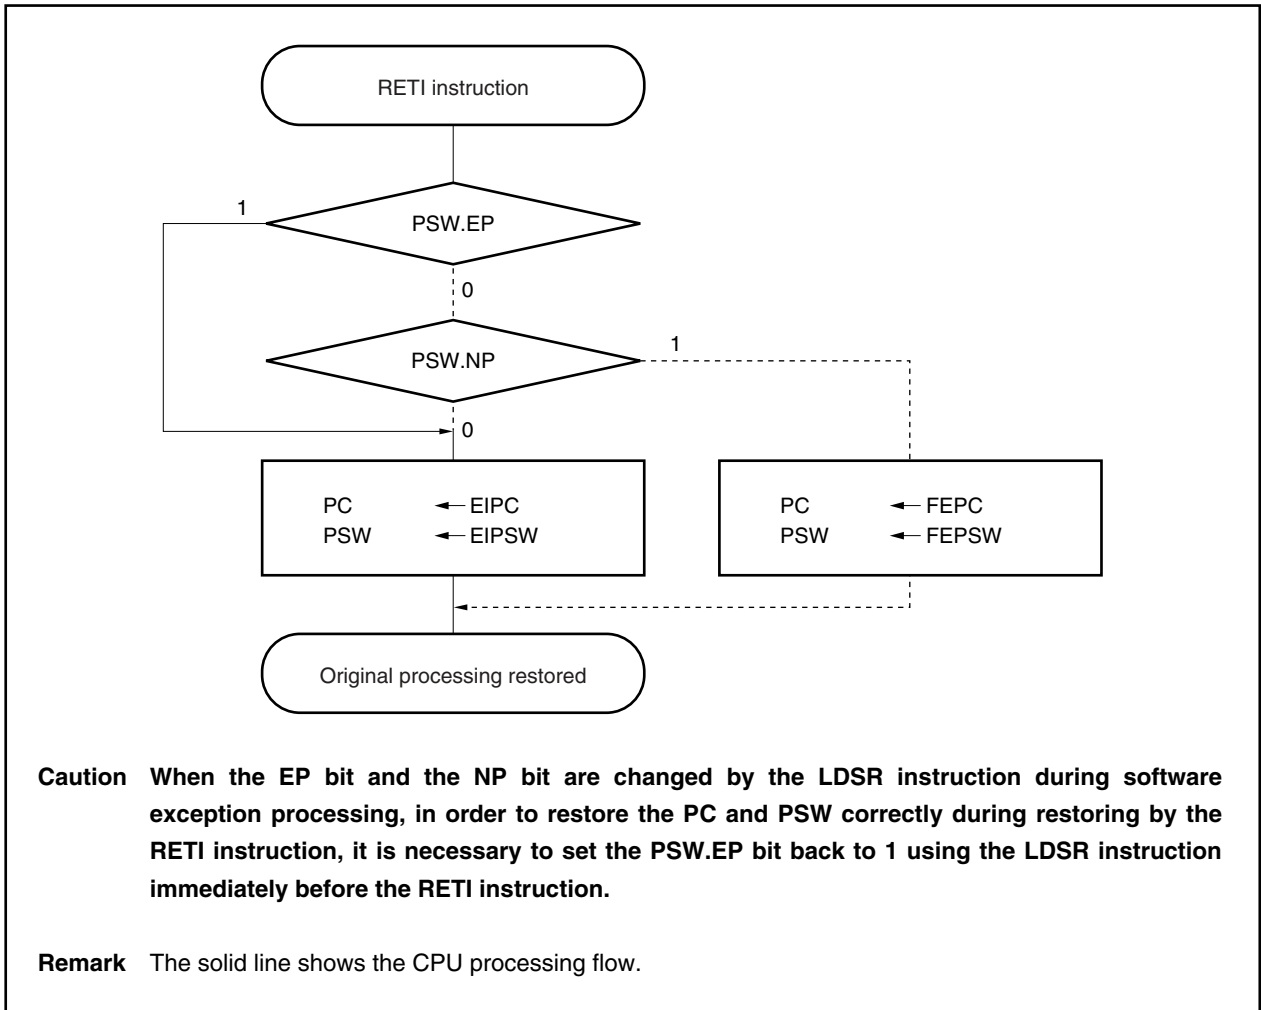 RETI instruction
1
PSW.EP
0
PSW.NP
1
0
PC ← EIPC
PSW ← EIPSW
PC ← FEPC
PSW ← FEPSW
Original processing restored
Caution When the EP bit and the NP bit are changed by the LDSR instruction during software
exception processing, in order to restore the PC and PSW correctly during restoring by the
RETI instruction, it is necessary to set the PSW.EP bit back to 1 using the LDSR instruction
immediately before the RETI instruction.
Remark The solid line shows the CPU processing flow.